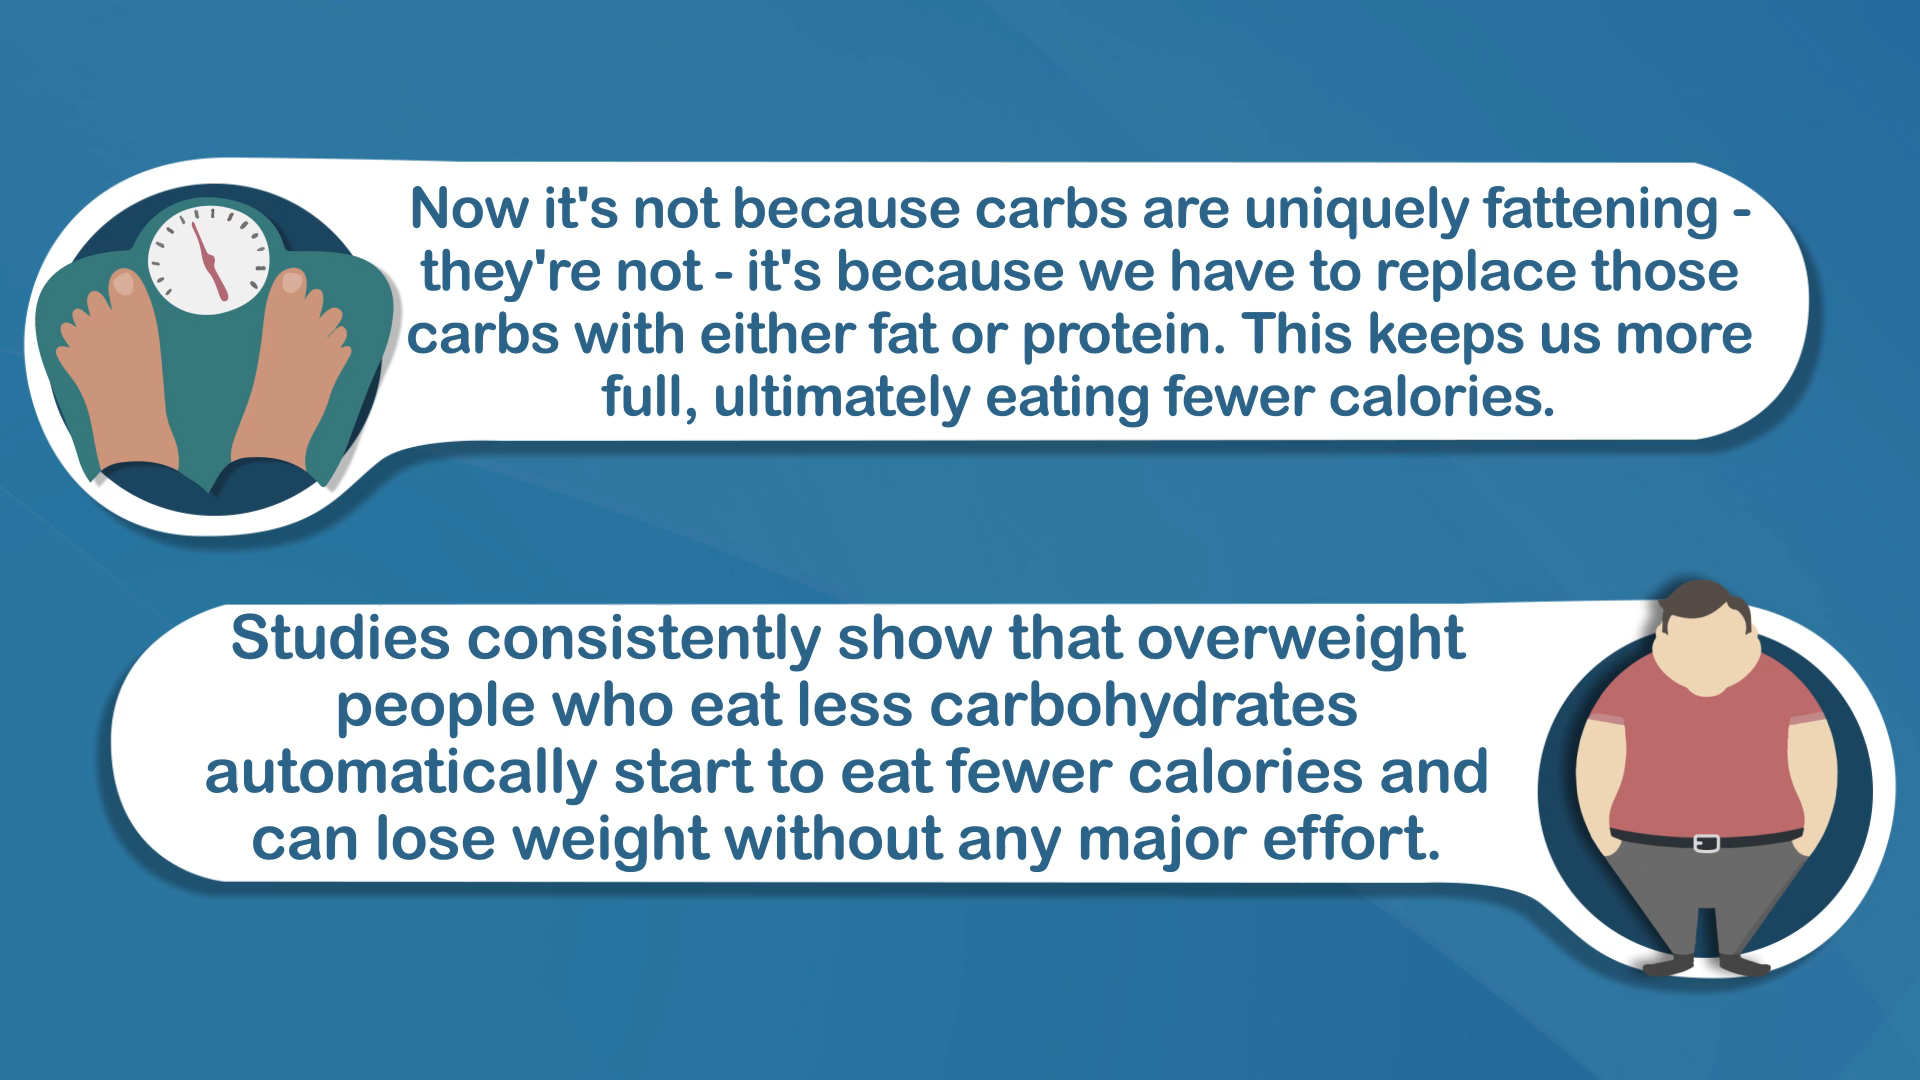 Now it's not because carbs are uniquely fattening -
they're not - it's because we have to replace those
carbs with either fat or protein. This keeps us more
full, ultimately eating fewer calories.
Studies consistently show that overweight
people who eat less carbohydrates
automatically start to eat fewer calories and
can lose weight without any major effort.